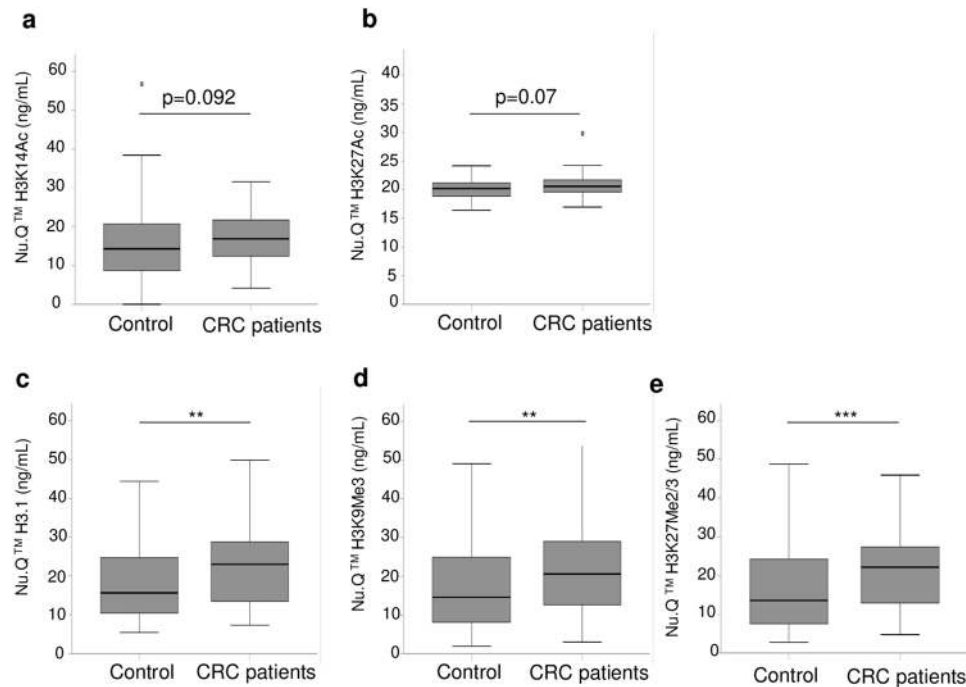 a
Nu.Q™ H3K14Ac (ng/mL)
60
50
40
30
20
10
0
p=0.092
Control
CRC patients
b
Nu.Q™ H3K27Ac (ng/mL)
40
35
30
25
20
15
10
5
0
p=0.07
Control
CRC patients
c
Nu.Q™ H3.1 (ng/mL)
60
50
40
30
20
10
0
**
Control
CRC patients
d
Nu.Q™ H3K9Me3 (ng/mL)
60
50
40
30
20
10
0
**
Control
CRC patients
e
Nu.Q™ H3K27Me2/3 (ng/mL)
60
50
40
30
20
10
0
***
Control
CRC patients